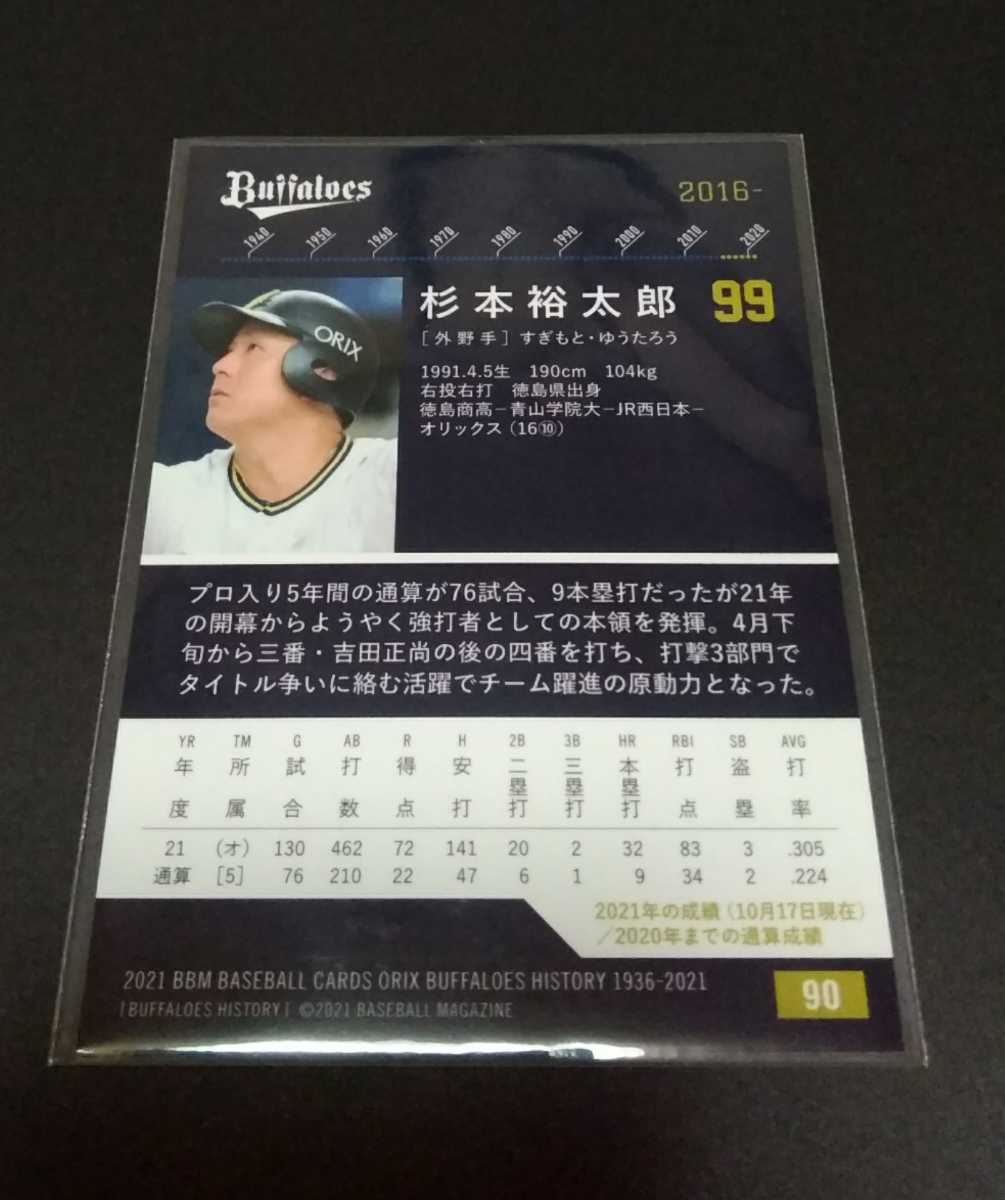 Buffaloes
2016-
1940 1950 1960 1970 1980 1990 2000 2010 2020
ORIX
杉本裕太郎 99
[外野手] すぎもと・ゆうたろう
1991.4.5生 190cm 104kg
右投右打 徳島県出身
徳島商高－青山学院大－JR西日本－
オリックス (16⑩)
プロ入り5年間の通算が76試合、9本塁打だったが21年
の開幕からようやく強打者としての本領を発揮。4月下
旬から三番・吉田正尚の後の四番を打ち、打撃3部門で
タイトル争いに絡む活躍でチーム躍進の原動力となった。
YR TM G AB R H 2B 3B HR RBI SB AVG
年度 所属 試合 打数 得点 安打 二塁打 三塁打 本塁打 打点 盗塁 打率
21 (オ) 130 462 72 141 20 2 32 83 3 .305
通算 [5] 76 210 22 47 6 1 9 34 2 .224
2021年の成績 (10月17日現在)
/2020年までの通算成績
2021 BBM BASEBALL CARDS ORIX BUFFALOES HISTORY 1936-2021
[BUFFALOES HISTORY] ©2021 BASEBALL MAGAZINE
90